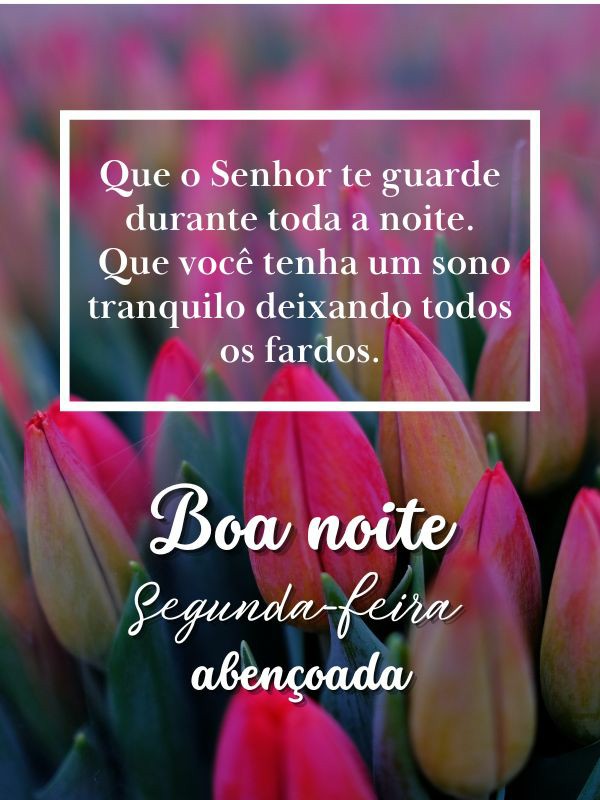 Que o Senhor te guarde
durante toda a noite.
Que você tenha um sono
tranquilo deixando todos
os fardos.
Boa noite
Segunda-feira
abençoada